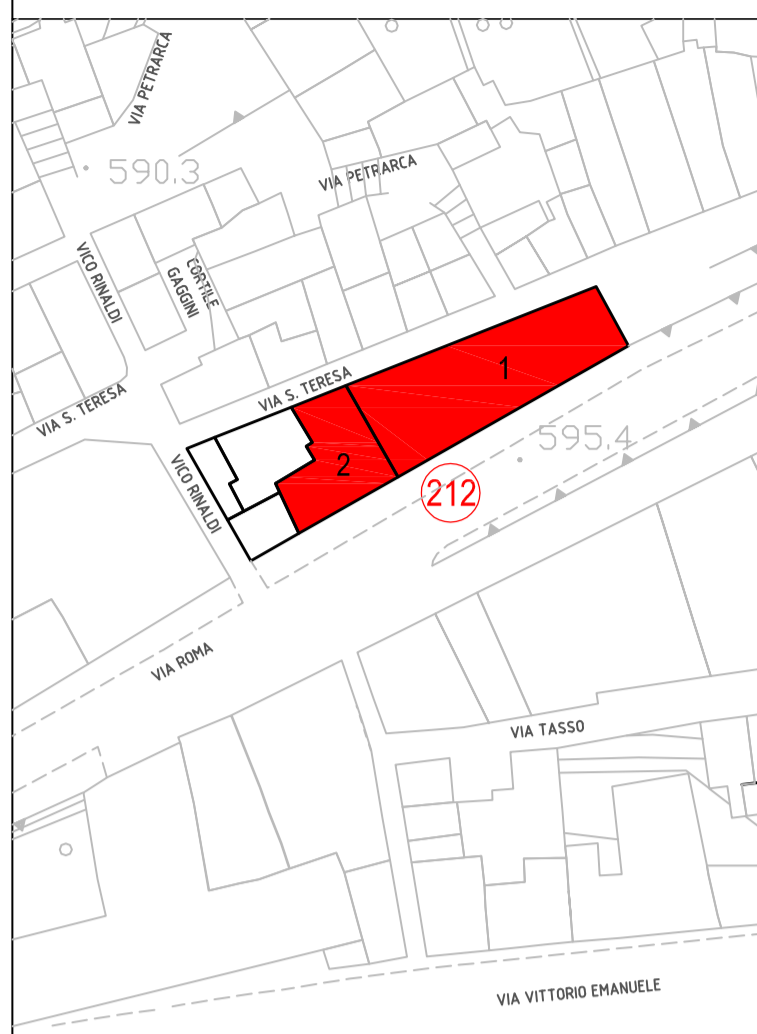 VIA PETRARCA
590.3
VIA PETRARCA
VICO RINALDI
CORTILE
GAGGINI
VIA S. TERESA
VIA S. TERESA
1
2
595.4
212
VICO RINALDI
VIA ROMA
VIA TASSO
VIA VITTORIO EMANUELE